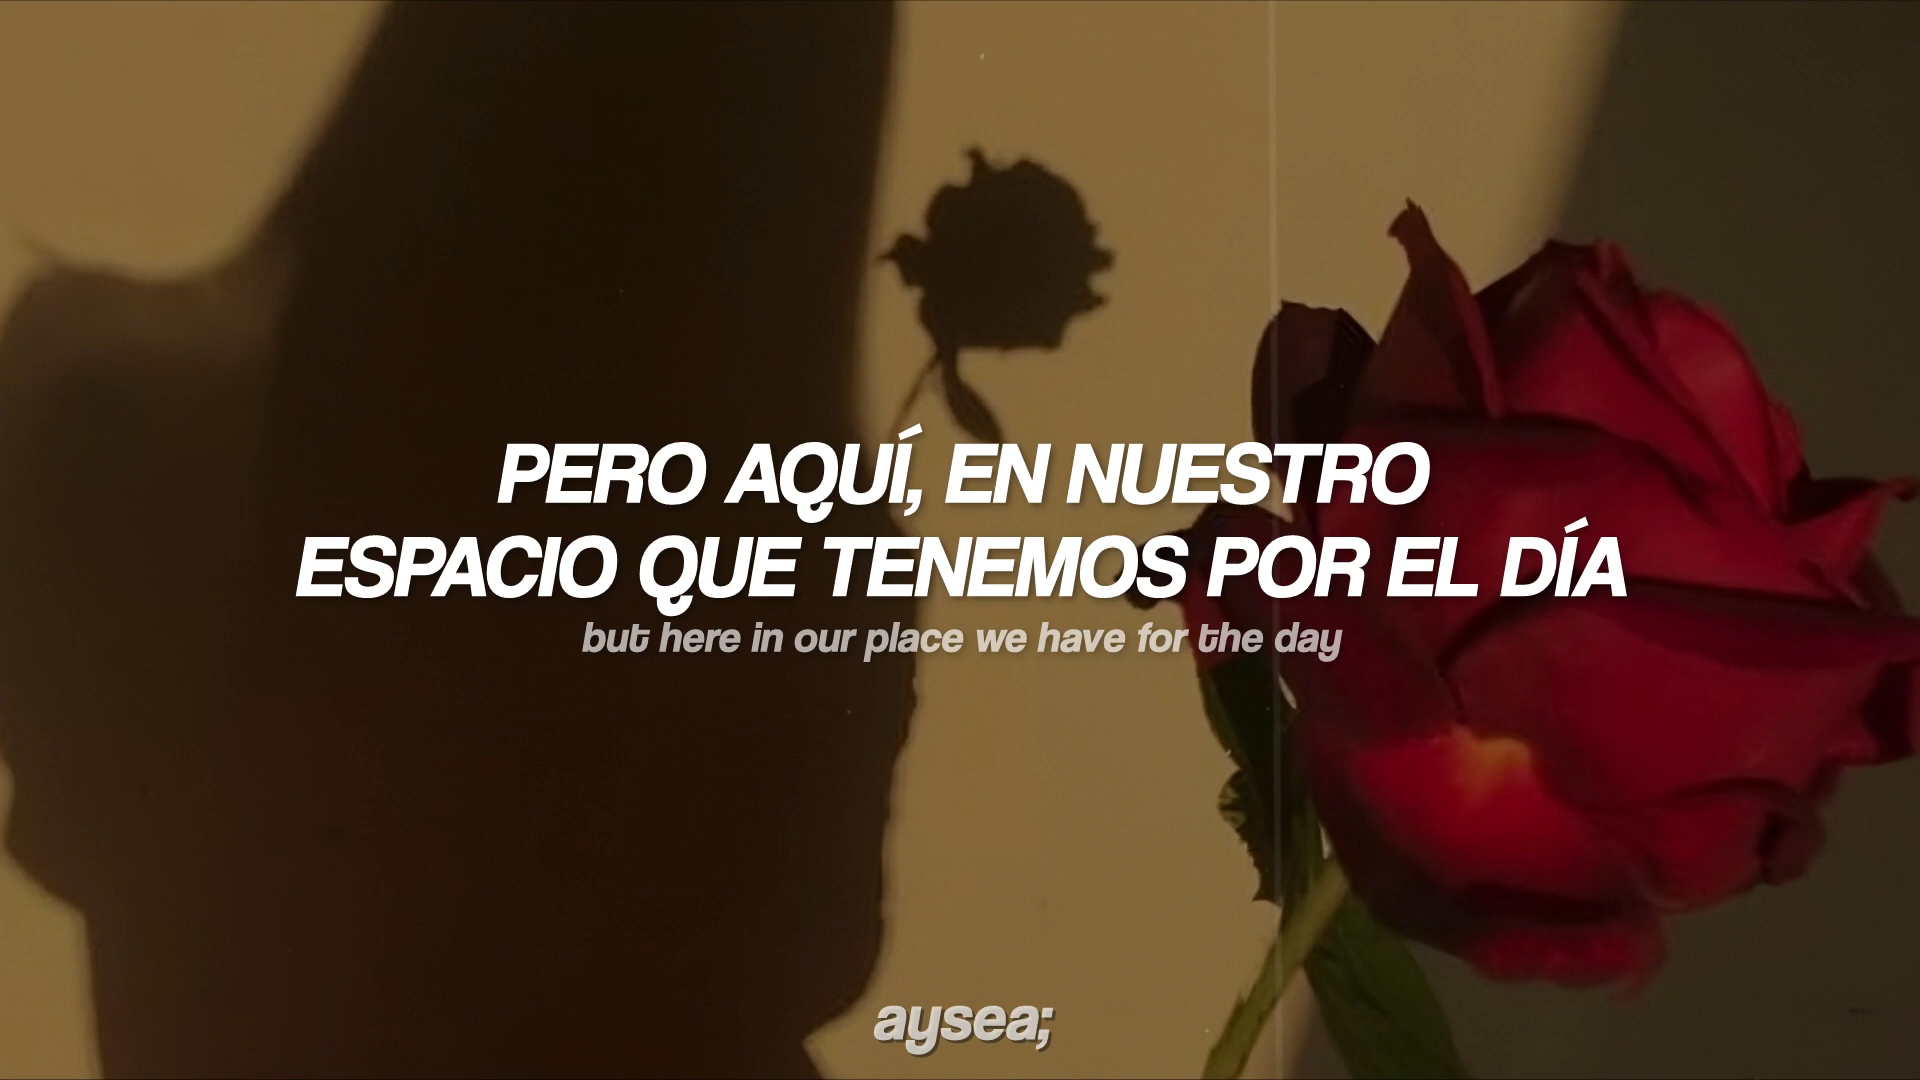 PERO AQUÍ, EN NUESTRO
ESPACIO QUE TENEMOS POR EL DÍA
but here in our place we have for the day
aysea;